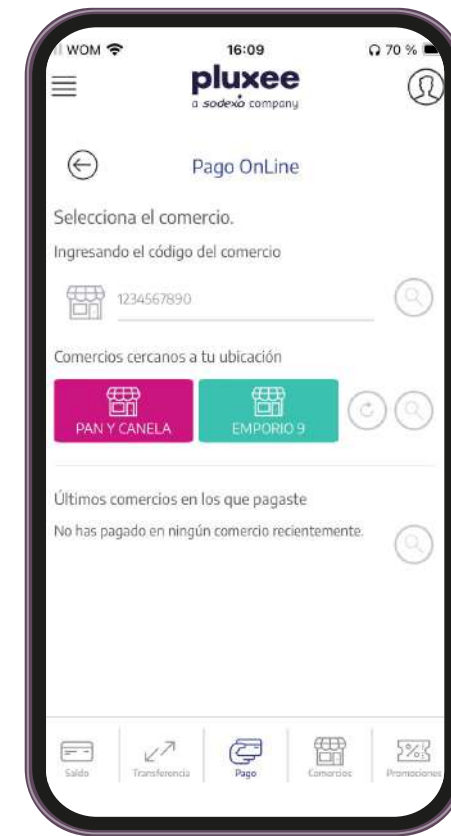 WOM 16:09 70 %
pluxee
a sodexo company
Pago OnLine
Selecciona el comercio.
Ingresando el código del comercio
1234567890
Comercios cercanos a tu ubicación
PAN Y CANELA EMPORIO 9
Últimos comercios en los que pagaste
No has pagado en ningún comercio recientemente.
Saldo Transferencia Pago Comercios Promociones